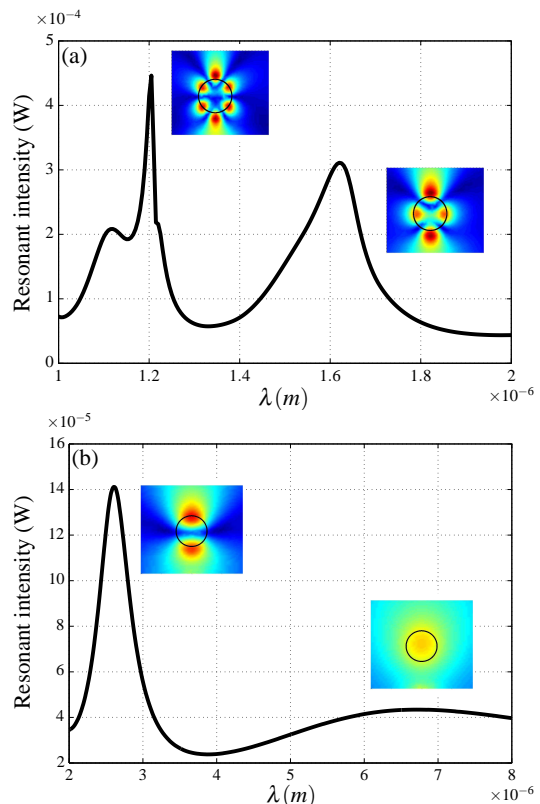 ×10⁻⁴
5
4
3
2
1
0
(a)
Resonant intensity (W)
1 1.2 1.4 1.6 1.8 2
λ(m)
×10⁻⁶
×10⁻⁵
16
14
12
10
8
6
4
2
(b)
Resonant intensity (W)
2 3 4 5 6 7 8
λ(m)
×10⁻⁶